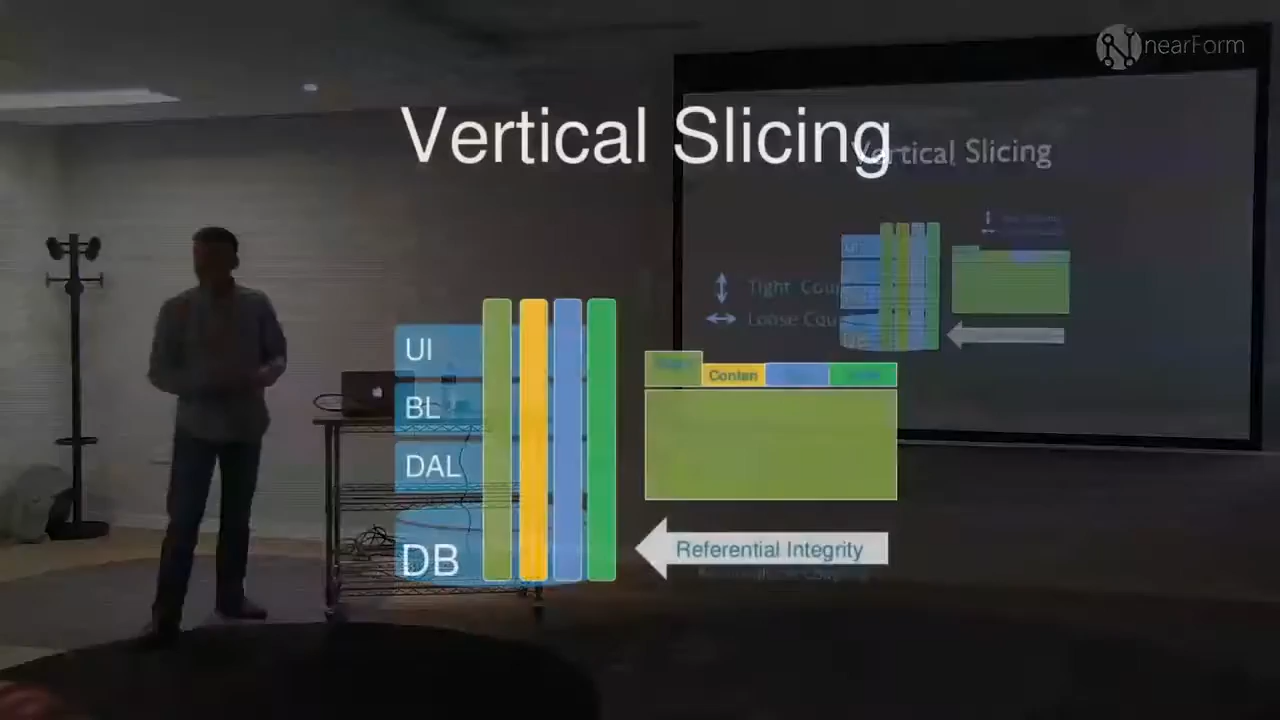 nearForm
Vertical Slicing
Vertical Slicing
Tight Cou
Loose Cou
UI
BL
DAL
DB
Conten
Referential Integrity